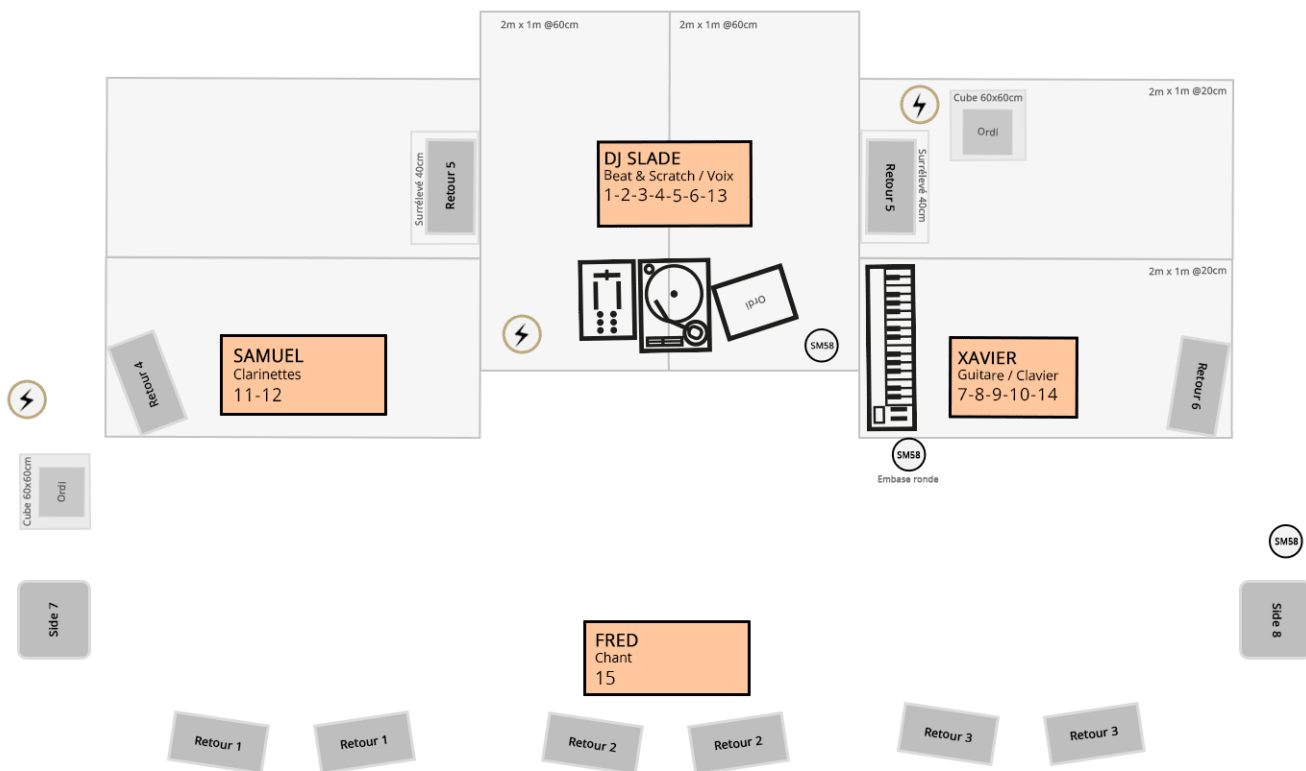 2m x 1m @60cm
2m x 1m @60cm
2m x 1m @20cm
Cube 60x60cm
Ordi
Surrélevé 40cm
Retour 5
DJ SLADE
Beat & Scratch / Voix
1-2-3-4-5-6-13
Retour 5
Surrélevé 40cm
2m x 1m @20cm
Ordi
SM58
SAMUEL
Clarinettes
11-12
Retour 4
XAVIER
Guitare / Clavier
7-8-9-10-14
Retour 6
SM58
Embase ronde
Cube 60x60cm
Ordi
SM58
Side 7
Side 8
FRED
Chant
15
Retour 1
Retour 1
Retour 2
Retour 2
Retour 3
Retour 3